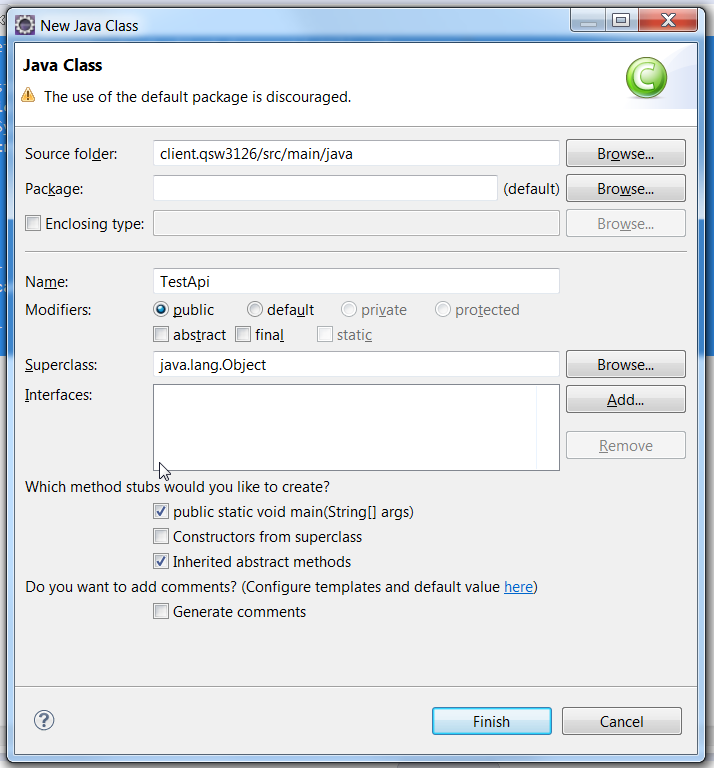 New Java Class
Java Class
The use of the default package is discouraged.
Source folder: client.qsw3126/src/main/java Browse...
Package: (default) Browse...
Enclosing type: Browse...
Name: TestApi
Modifiers: public default private protected
abstract final static
Superclass: java.lang.Object Browse...
Interfaces: Add...
Remove
Which method stubs would you like to create?
public static void main(String[] args)
Constructors from superclass
Inherited abstract methods
Do you want to add comments? (Configure templates and default value here)
Generate comments
? Finish Cancel